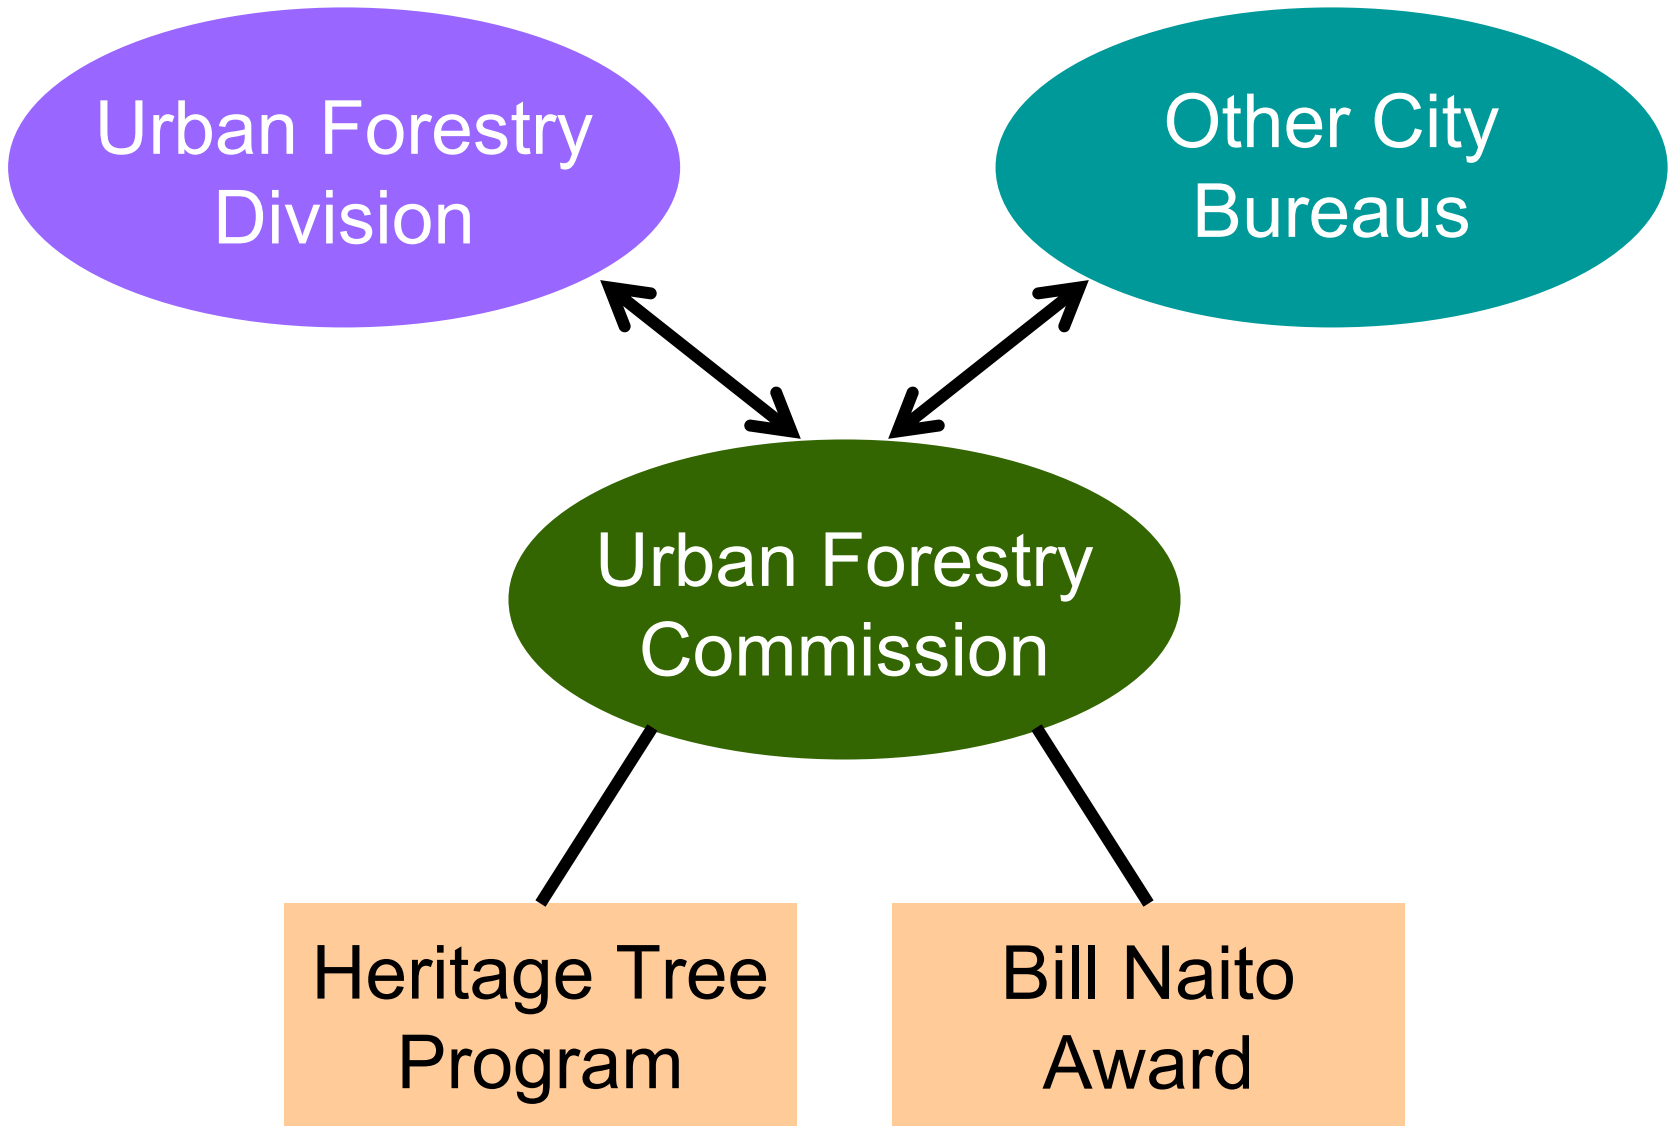 Urban Forestry
Division
Other City
Bureaus
Urban Forestry
Commission
Heritage Tree
Program
Bill Naito
Award